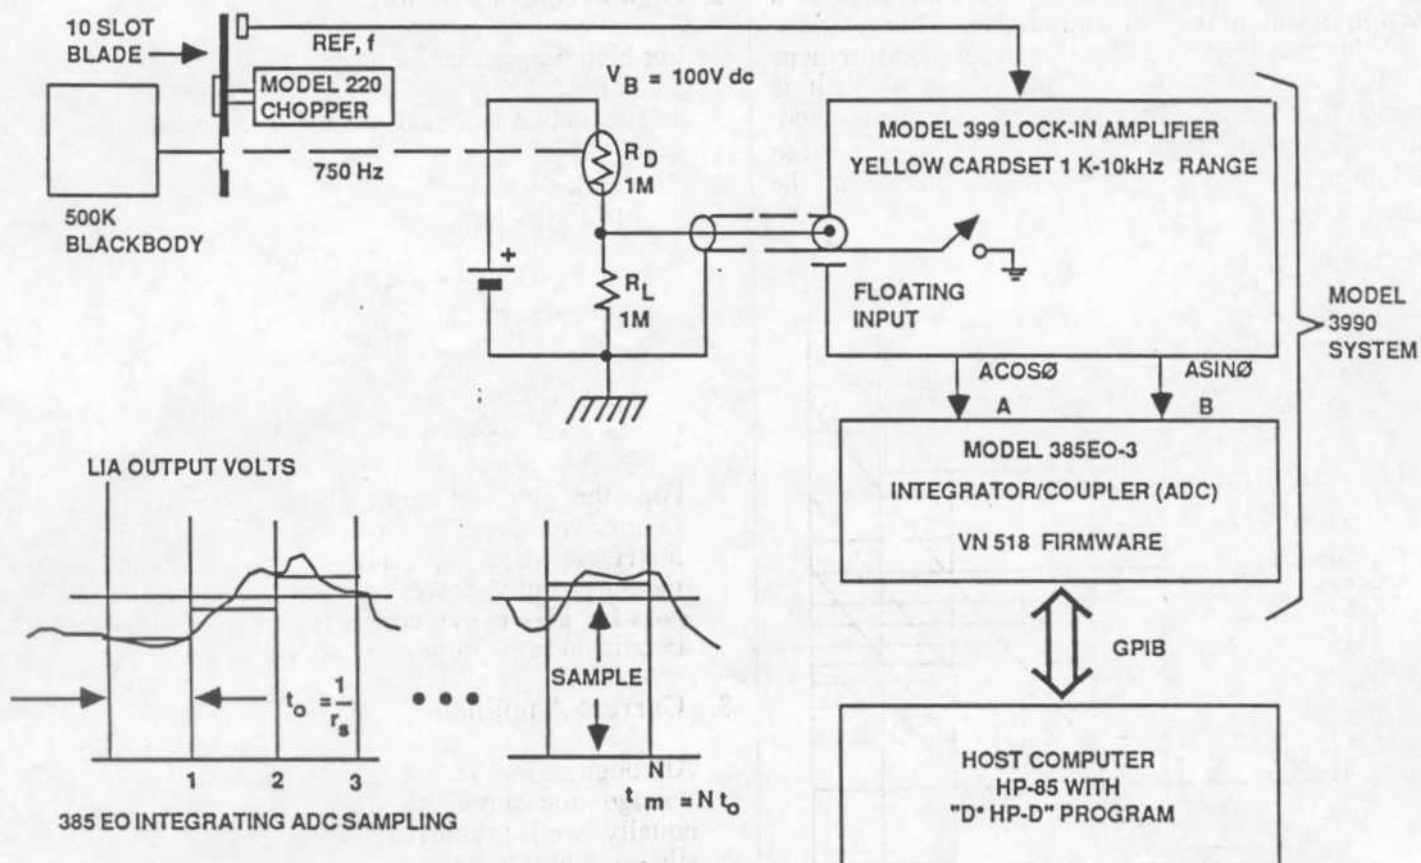 10 SLOT
BLADE
REF, f
MODEL 220
CHOPPER
750 Hz
500K
BLACKBODY
V_B = 100V dc
R_D
1M
+
R_L
1M
MODEL 399 LOCK-IN AMPLIFIER
YELLOW CARDSET 1 K-10kHz RANGE
FLOATING
INPUT
MODEL
3990
SYSTEM
ACOSØ
ASINØ
A
B
MODEL 385EO-3
INTEGRATOR/COUPLER (ADC)
VN 518 FIRMWARE
GPIB
HOST COMPUTER
HP-85 WITH
"D* HP-D" PROGRAM
LIA OUTPUT VOLTS
t_o = 1/r_s
SAMPLE
1
2
3
N
t_m = N t_o
385 EO INTEGRATING ADC SAMPLING